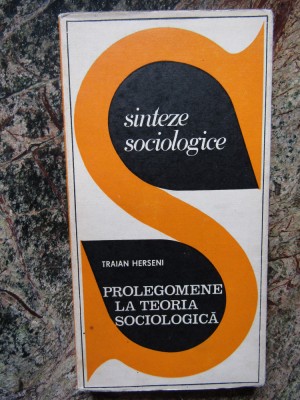 sinteze
sociologice
TRAIAN HERSENI
PROLEGOMENE
LA TEORIA
SOCIOLOGICĂ